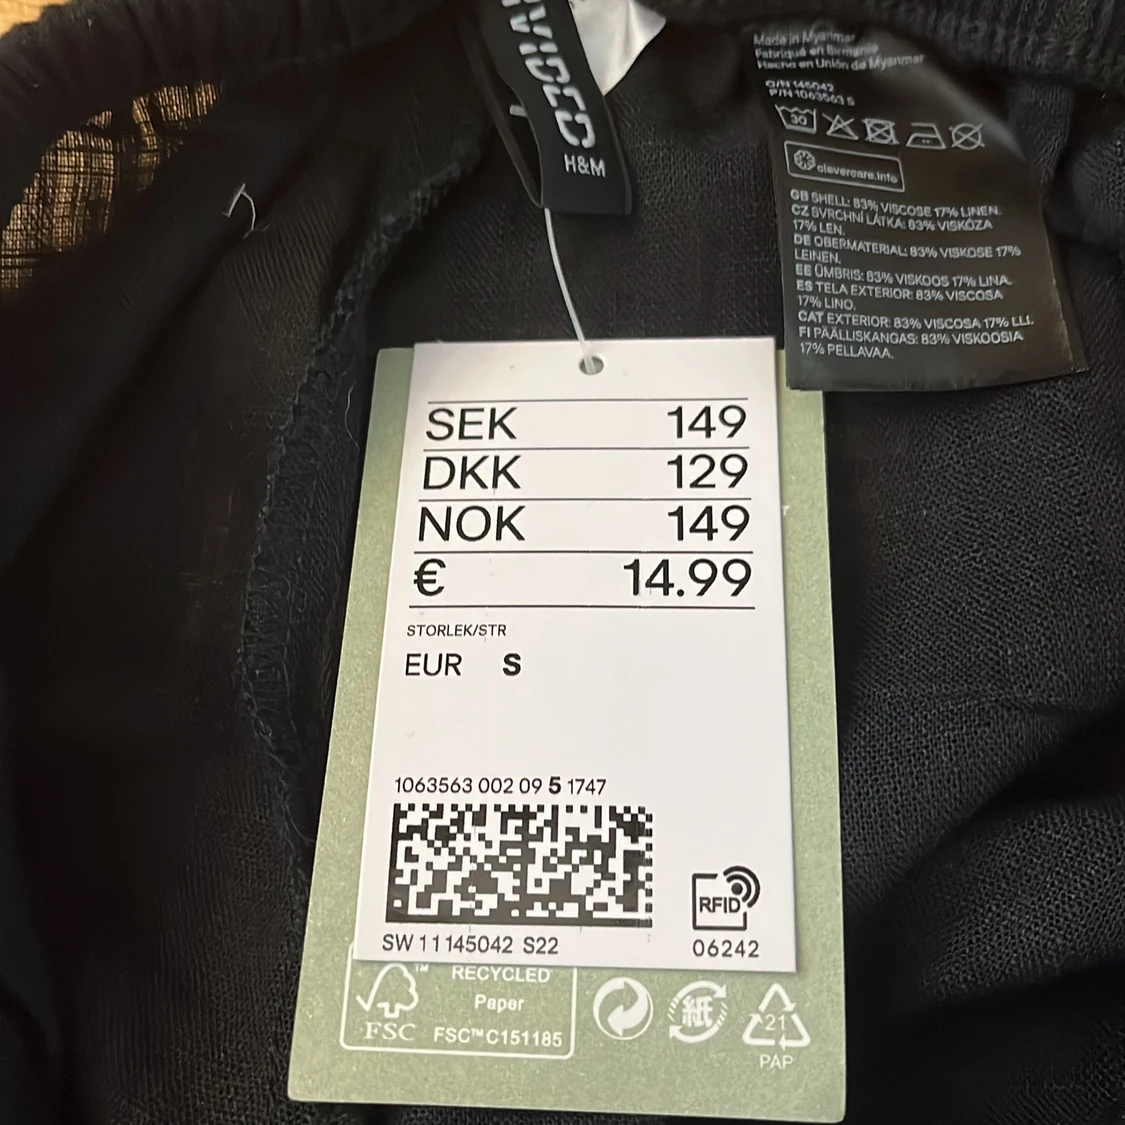 H&M
Made in Myanmar
Fabriqué en Birmanie
Hecho en Unión de Myanmar
O/N 145042
P/N 1063563 S
30
clevercare.info
GB SHELL: 83% VISCOSE 17% LINEN.
CZ SVRCHNÍ LÁTKA: 83% VISKÓZA
17% LEN.
DE OBERMATERIAL: 83% VISKOSE 17%
LEINEN.
EE ÜMBRIS: 83% VISKOOS 17% LINA.
ES TELA EXTERIOR: 83% VISCOSA
17% LINO.
CAT EXTERIOR: 83% VISCOSA 17% LLI.
FI PÄÄLLISKANGAS: 83% VISKOOSIA
17% PELLAVAA.
SEK 149
DKK 129
NOK 149
€ 14.99
STORLEK/STR
EUR S
1063563 002 09 5 1747
RFID
SW 11145042 S22
06242
RECYCLED
Paper
FSC FSC™ C151185
紙
21
PAP